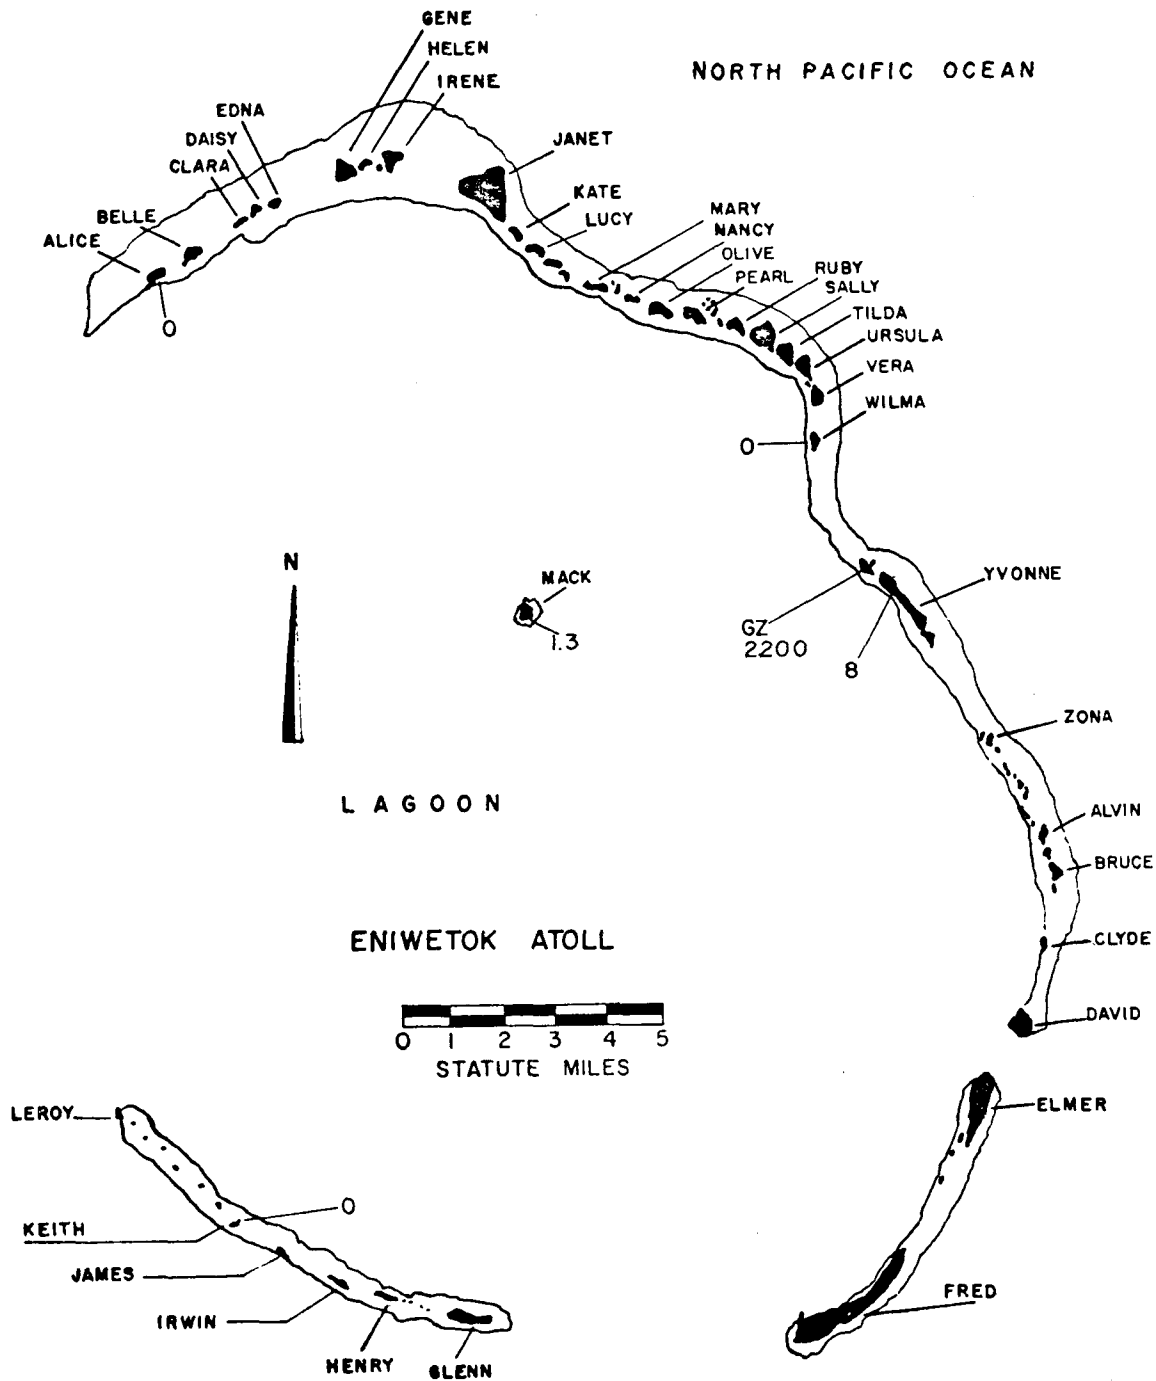 GENE
HELEN
IRENE
NORTH PACIFIC OCEAN
EDNA
DAISY
CLARA
JANET
BELLE
ALICE
KATE
LUCY
MARY
NANCY
OLIVE
PEARL
RUBY
SALLY
TILDA
URSULA
VERA
WILMA
0
0
N
MACK
1.3
YVONNE
GZ
2200
8
ZONA
LAGOON
ALVIN
BRUCE
ENIWETOK ATOLL
CLYDE
DAVID
0 1 2 3 4 5
STATUTE MILES
LEROY
ELMER
0
KEITH
JAMES
IRWIN
HENRY
GLENN
FRED